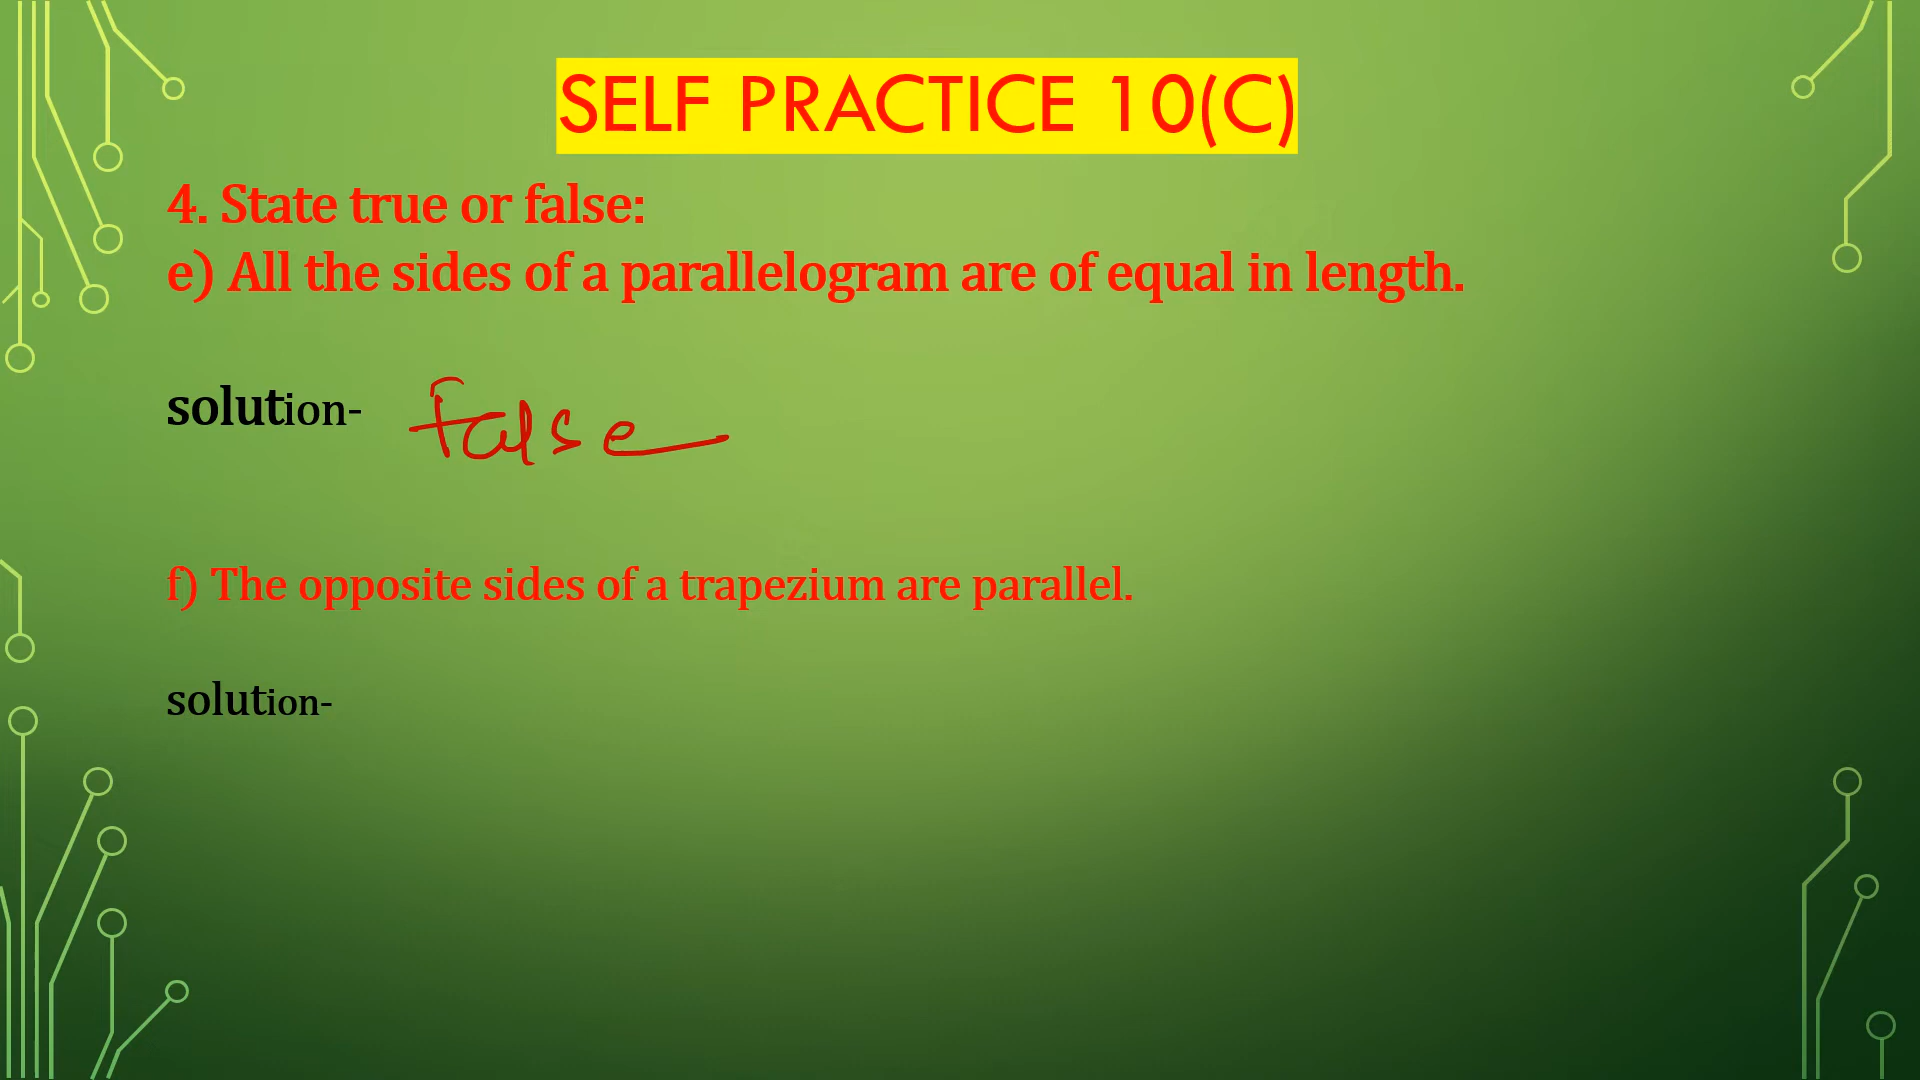 SELF PRACTICE 10(C)
4. State true or false:
e) All the sides of a parallelogram are of equal in length.
solution- false
f) The opposite sides of a trapezium are parallel.
solution-